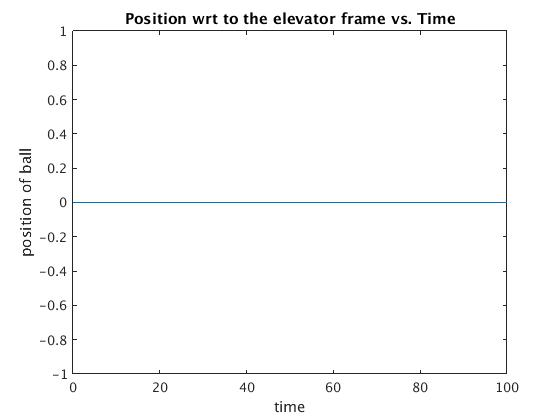 Position wrt to the elevator frame vs. Time
position of ball
1
0.8
0.6
0.4
0.2
0
-0.2
-0.4
-0.6
-0.8
-1
0 20 40 60 80 100
time